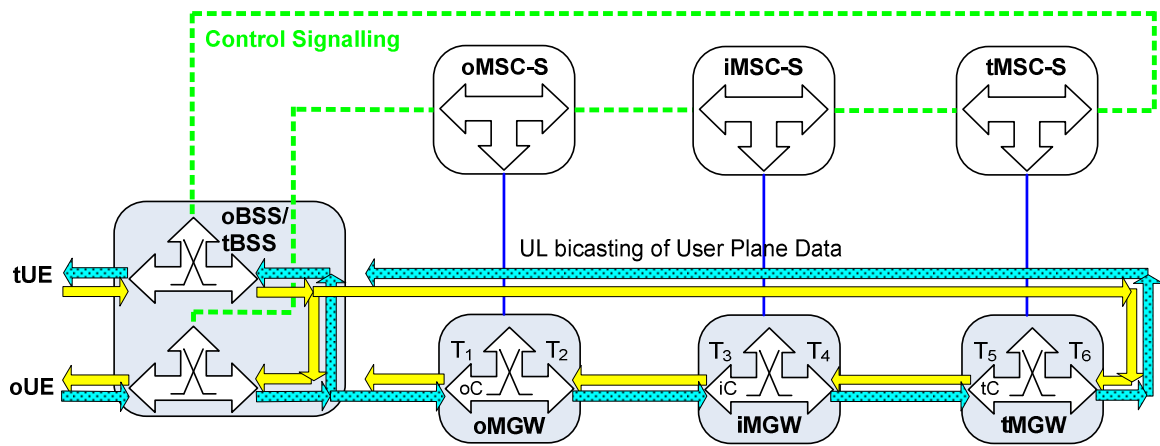 Control Signalling
oMSC-S
iMSC-S
tMSC-S
oBSS/
tBSS
UL bicasting of User Plane Data
tUE
oUE
T1
T2
T3
T4
T5
T6
oC
iC
tC
oMGW
iMGW
tMGW